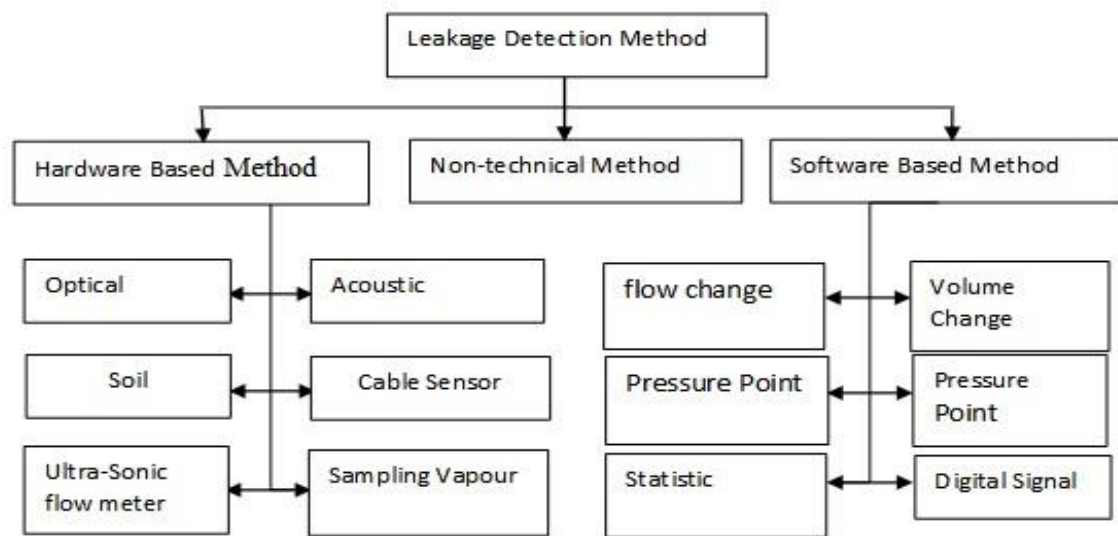 Leakage Detection Method
Hardware Based Method
Non-technical Method
Software Based Method
Optical
Acoustic
Soil
Cable Sensor
Ultra-Sonic
flow meter
Sampling Vapour
flow change
Volume
Change
Pressure Point
Pressure
Point
Statistic
Digital Signal